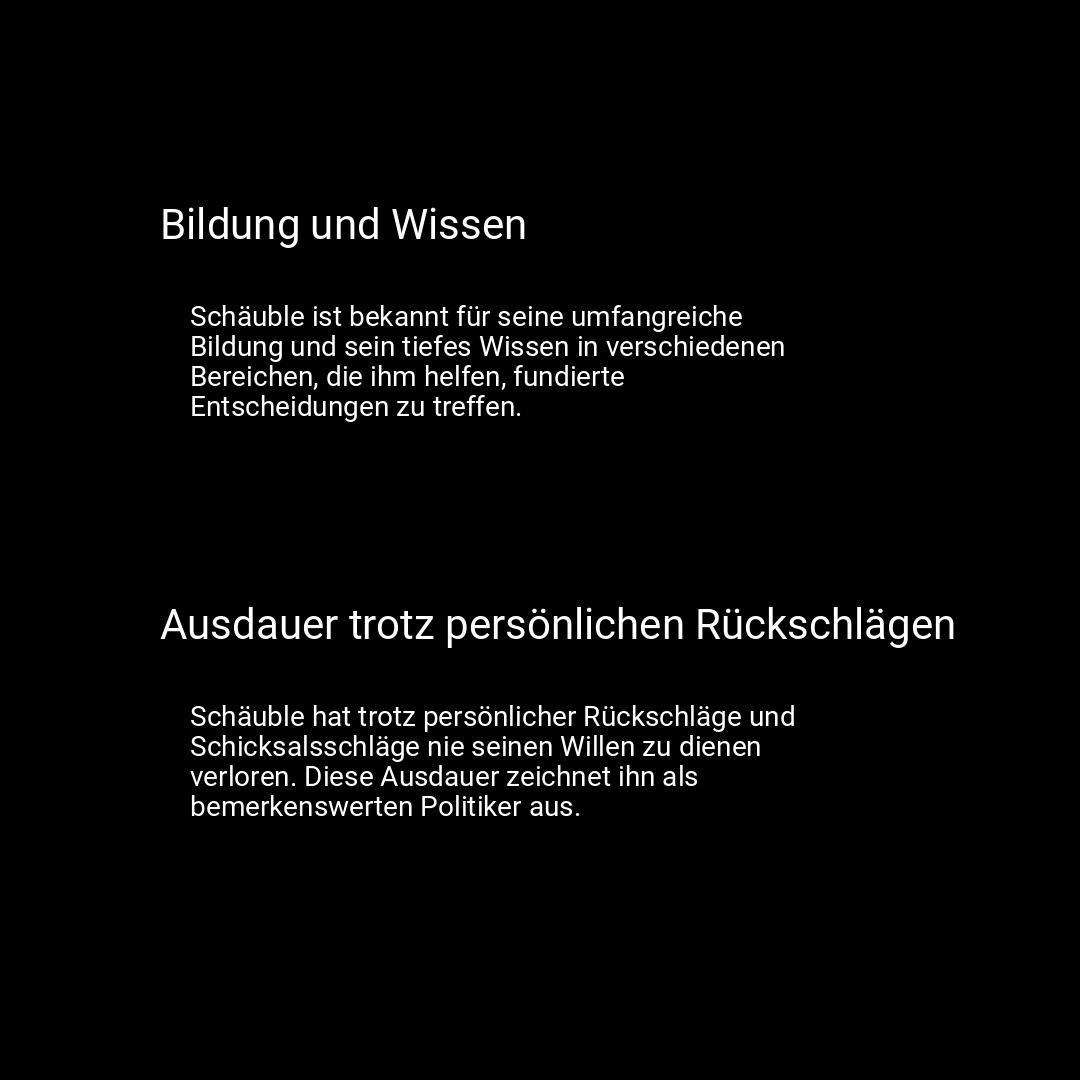 Bildung und Wissen
Schäuble ist bekannt für seine umfangreiche
Bildung und sein tiefes Wissen in verschiedenen
Bereichen, die ihm helfen, fundierte
Entscheidungen zu treffen.
Ausdauer trotz persönlichen Rückschlägen
Schäuble hat trotz persönlicher Rückschläge und
Schicksalsschläge nie seinen Willen zu dienen
verloren. Diese Ausdauer zeichnet ihn als
bemerkenswerten Politiker aus.